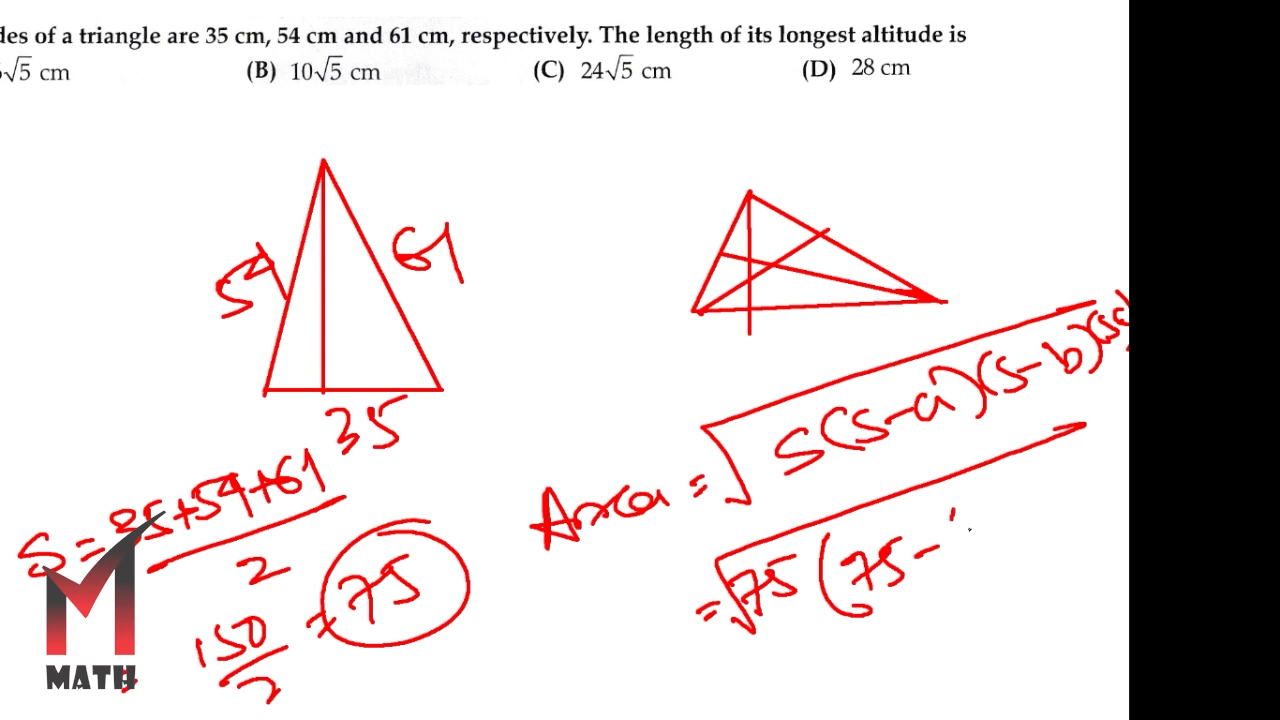 des of a triangle are 35 cm, 54 cm and 61 cm, respectively. The length of its longest altitude is
√5 cm (B) 10√5 cm (C) 24√5 cm (D) 28 cm
54 61
35
S = 35+54+61 / 2
150/2 = 75
Area = √S(S-a)(S-b)(S-c)
= √75 (75 -
MATH